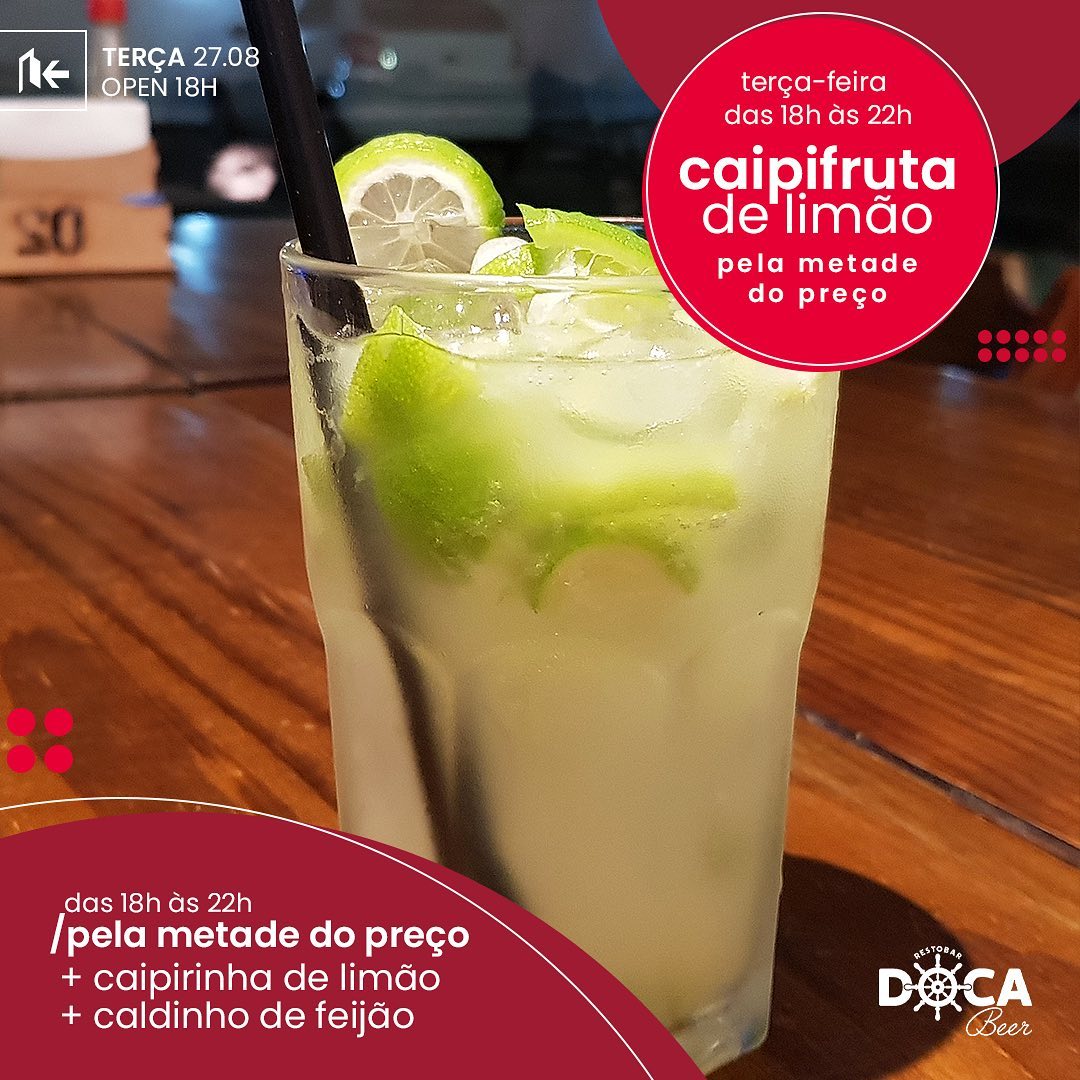 TERÇA 27.08
OPEN 18H
terça-feira
das 18h às 22h
caipifruta
de limão
pela metade
do preço
02
das 18h às 22h
/pela metade do preço
+ caipirinha de limão
+ caldinho de feijão
RESTOBAR
DOCA
Beer